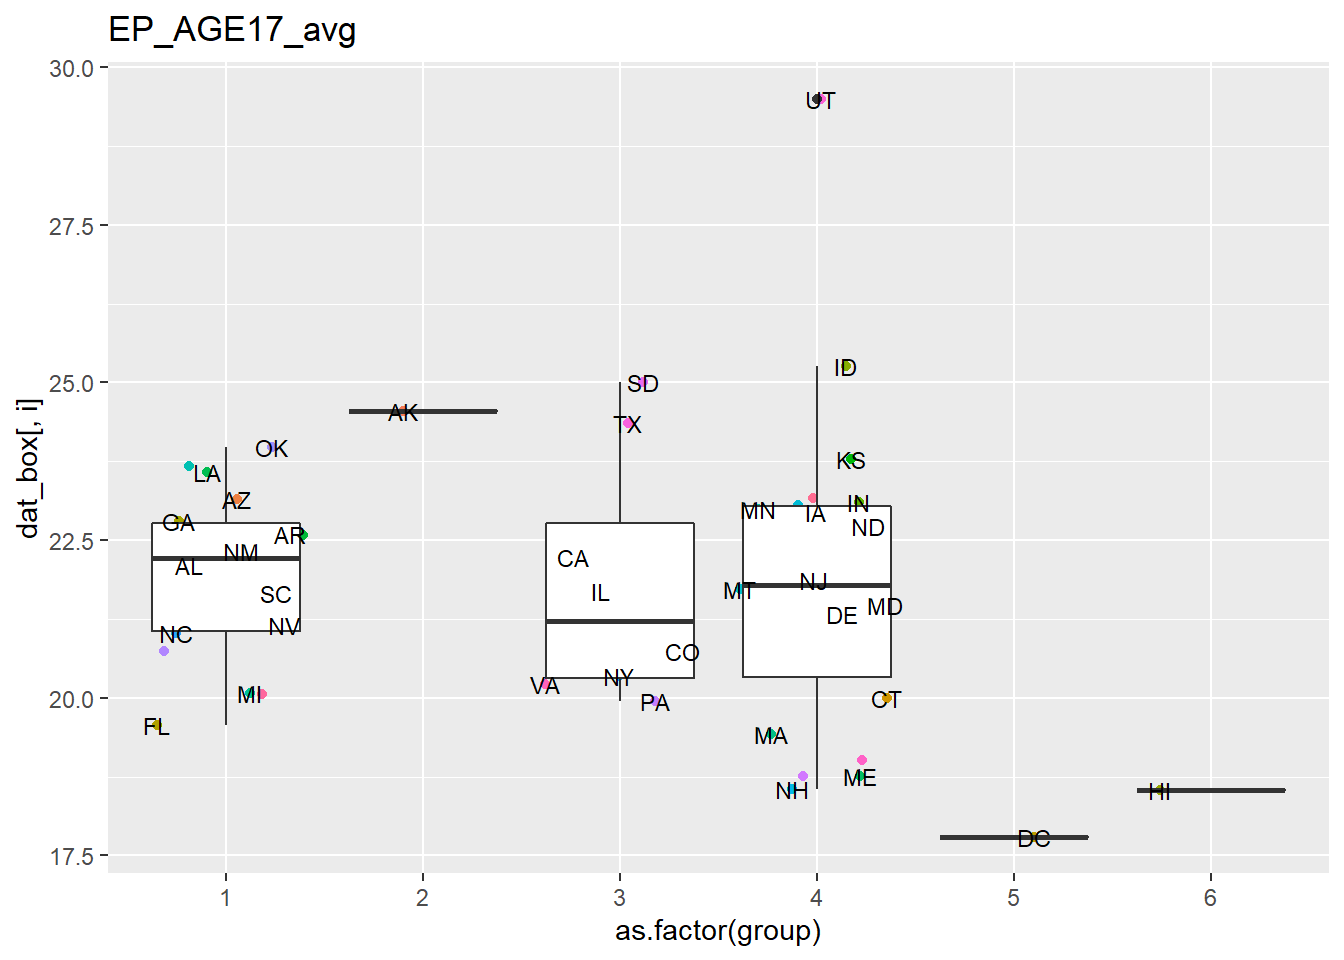 EP_AGE17_avg
30.0
UT
27.5
25.0
ID
SD
TX
AK
OK
KS
LA
AZ
IN
MN
IA
GA
ND
22.5
AR
NM
CA
AL
NJ
MT
IL
SC
MD
DE
NV
NC
CO
NY
VA
20.0
PA
CT
FL
MI
MA
ME
NH
HI
DC
17.5
1 2 3 4 5 6
as.factor(group)
dat_box[, i]